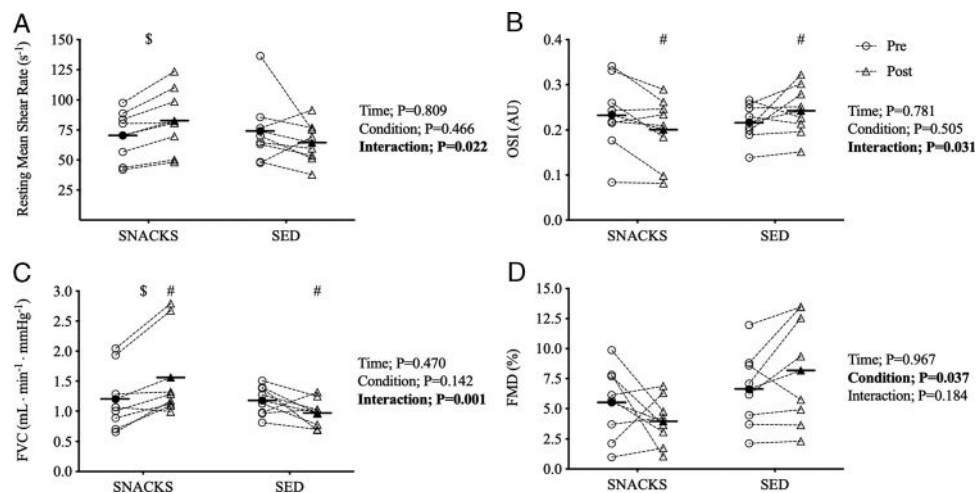 A
$
Resting Mean Shear Rate (s⁻¹)
150
125
100
75
50
25
SNACKS
SED
Time; P=0.809
Condition; P=0.466
Interaction; P=0.022
B
#
#
OSI (AU)
0.4
0.3
0.2
0.1
0.0
SNACKS
SED
Pre
Post
Time; P=0.781
Condition; P=0.505
Interaction; P=0.031
C
$
#
#
FVC (mL · min⁻¹ · mmHg⁻¹)
3.0
2.5
2.0
1.5
1.0
0.5
0.0
SNACKS
SED
Time; P=0.470
Condition; P=0.142
Interaction; P=0.001
D
FMD (%)
15.0
12.5
10.0
7.5
5.0
2.5
0.0
SNACKS
SED
Time; P=0.967
Condition; P=0.037
Interaction; P=0.184